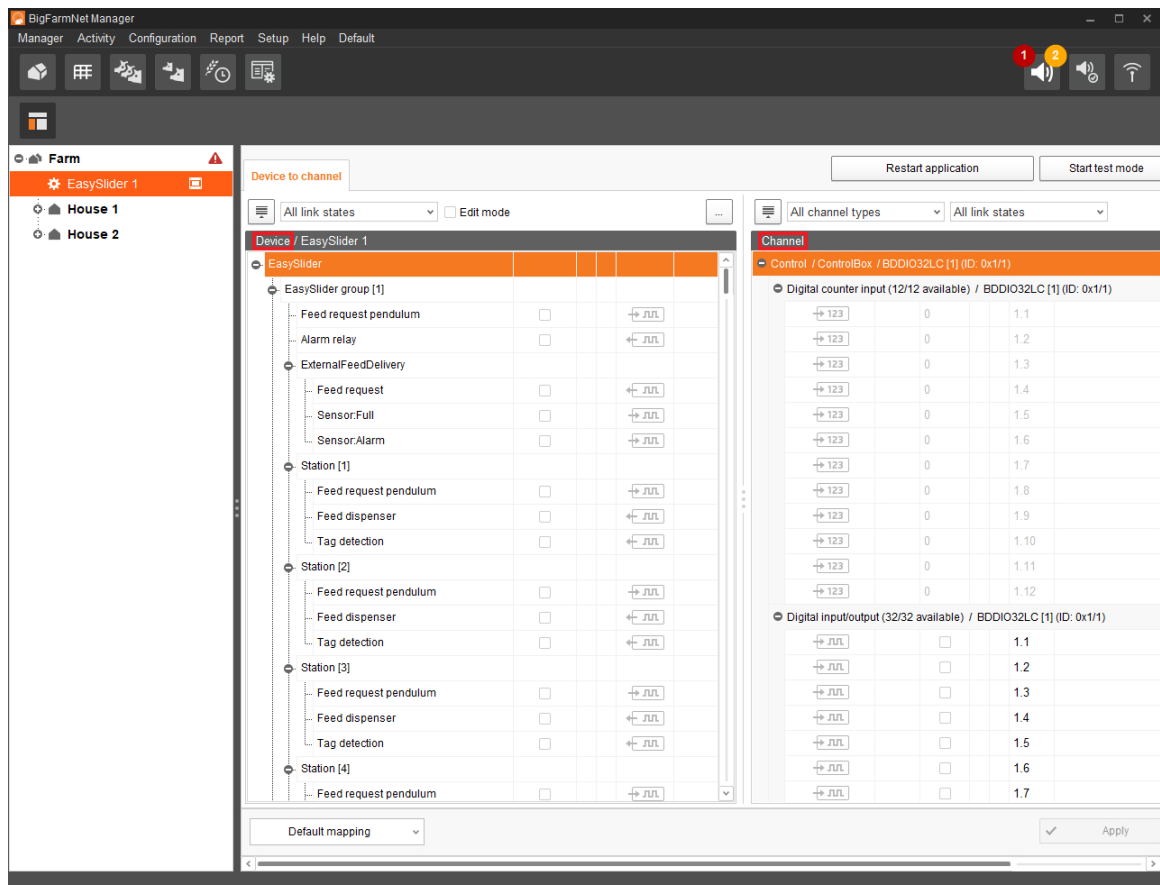 BigFarmNet Manager
Manager Activity Configuration Report Setup Help Default
1 2
Farm
EasySlider 1
House 1
House 2
Device to channel
Restart application
Start test mode
All link states
Edit mode
...
All channel types
All link states
Device / EasySlider 1
EasySlider
EasySlider group [1]
Feed request pendulum
Alarm relay
ExternalFeedDelivery
Feed request
Sensor:Full
Sensor:Alarm
Station [1]
Feed request pendulum
Feed dispenser
Tag detection
Station [2]
Feed request pendulum
Feed dispenser
Tag detection
Station [3]
Feed request pendulum
Feed dispenser
Tag detection
Station [4]
Feed request pendulum
Channel
Control / ControlBox / BDDIO32LC [1] (ID: 0x1/1)
Digital counter input (12/12 available) / BDDIO32LC [1] (ID: 0x1/1)
123 0 1.1
123 0 1.2
123 0 1.3
123 0 1.4
123 0 1.5
123 0 1.6
123 0 1.7
123 0 1.8
123 0 1.9
123 0 1.10
123 0 1.11
123 0 1.12
Digital input/output (32/32 available) / BDDIO32LC [1] (ID: 0x1/1)
1.1
1.2
1.3
1.4
1.5
1.6
1.7
Default mapping
Apply